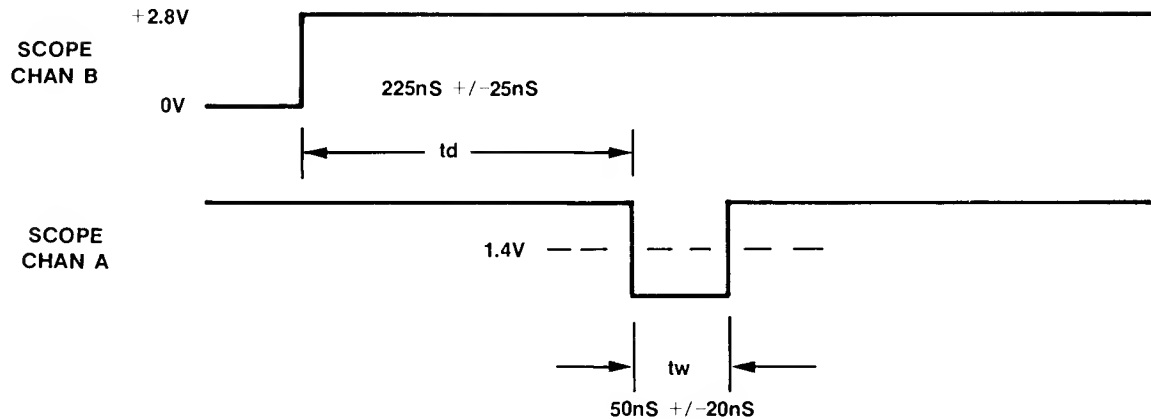 +2.8V
SCOPE
CHAN B
0V
225nS +/-25nS
td
SCOPE
CHAN A
1.4V
tw
50nS +/-20nS